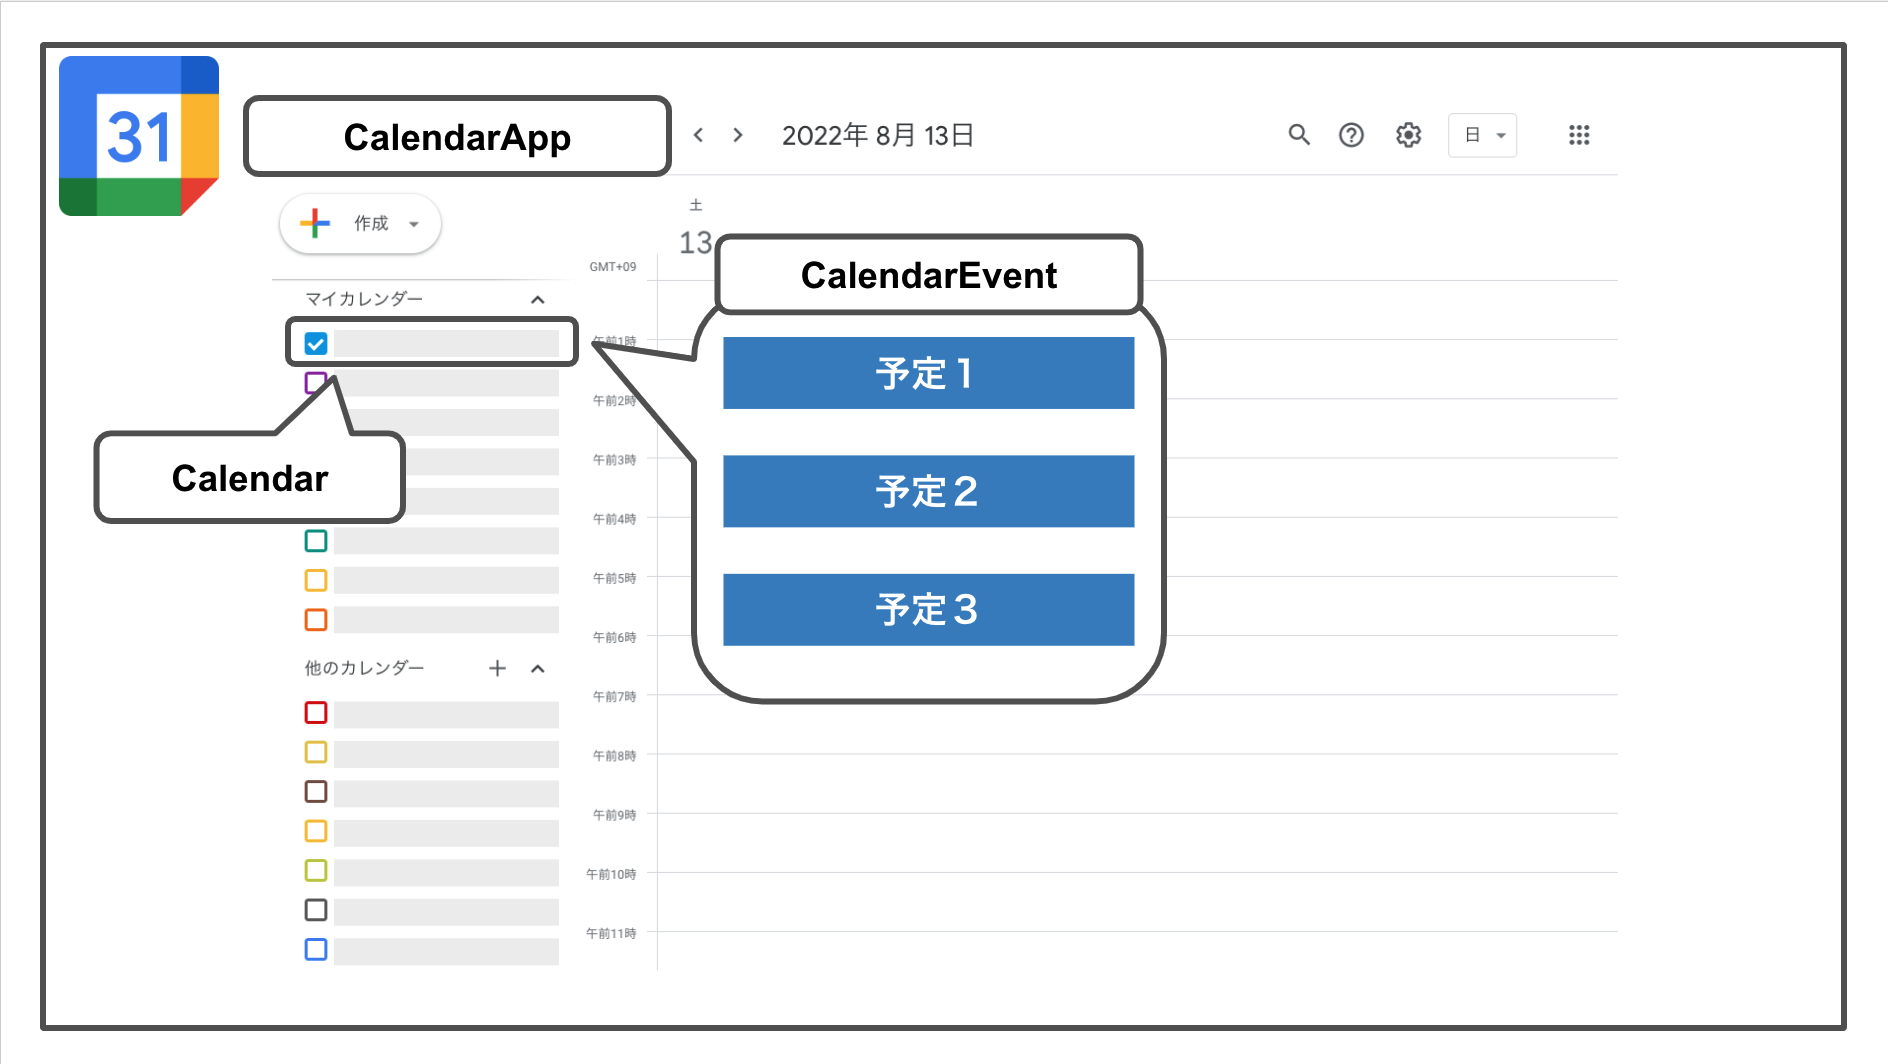 31
CalendarApp
2022年 8月 13日
日
作成
土
13
GMT+09
CalendarEvent
マイカレンダー
午前1時
予定１
午前2時
午前3時
Calendar
予定２
午前4時
午前5時
予定３
午前6時
他のカレンダー
午前7時
午前8時
午前9時
午前10時
午前11時